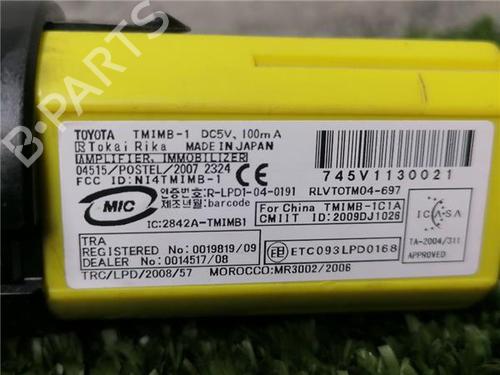 TOYOTA TMIMB-1 DC5V, 100mA
Tokai Rika MADE IN JAPAN
AMPLIFIER, IMMOBILIZER
04515/POSTEL/2007 2324
FCC ID:NI4TMIMB-1
CE
745V1130021
MIC
인증번호:R-LPD1-04-0191
제조년월:barcode
RLVTOTM04-697
IC:2842A-TMIMB1
For China TMIMB-1C1A
CMIIT ID:2009DJ1026
ICASA
TA-2004/311
APPROVED
TRA
REGISTERED No:0019819/09
DEALER No:0014517/08
ETC093LPD0168
TRC/LPD/2008/57 MOROCCO:MR3002/2006
B-PARTS